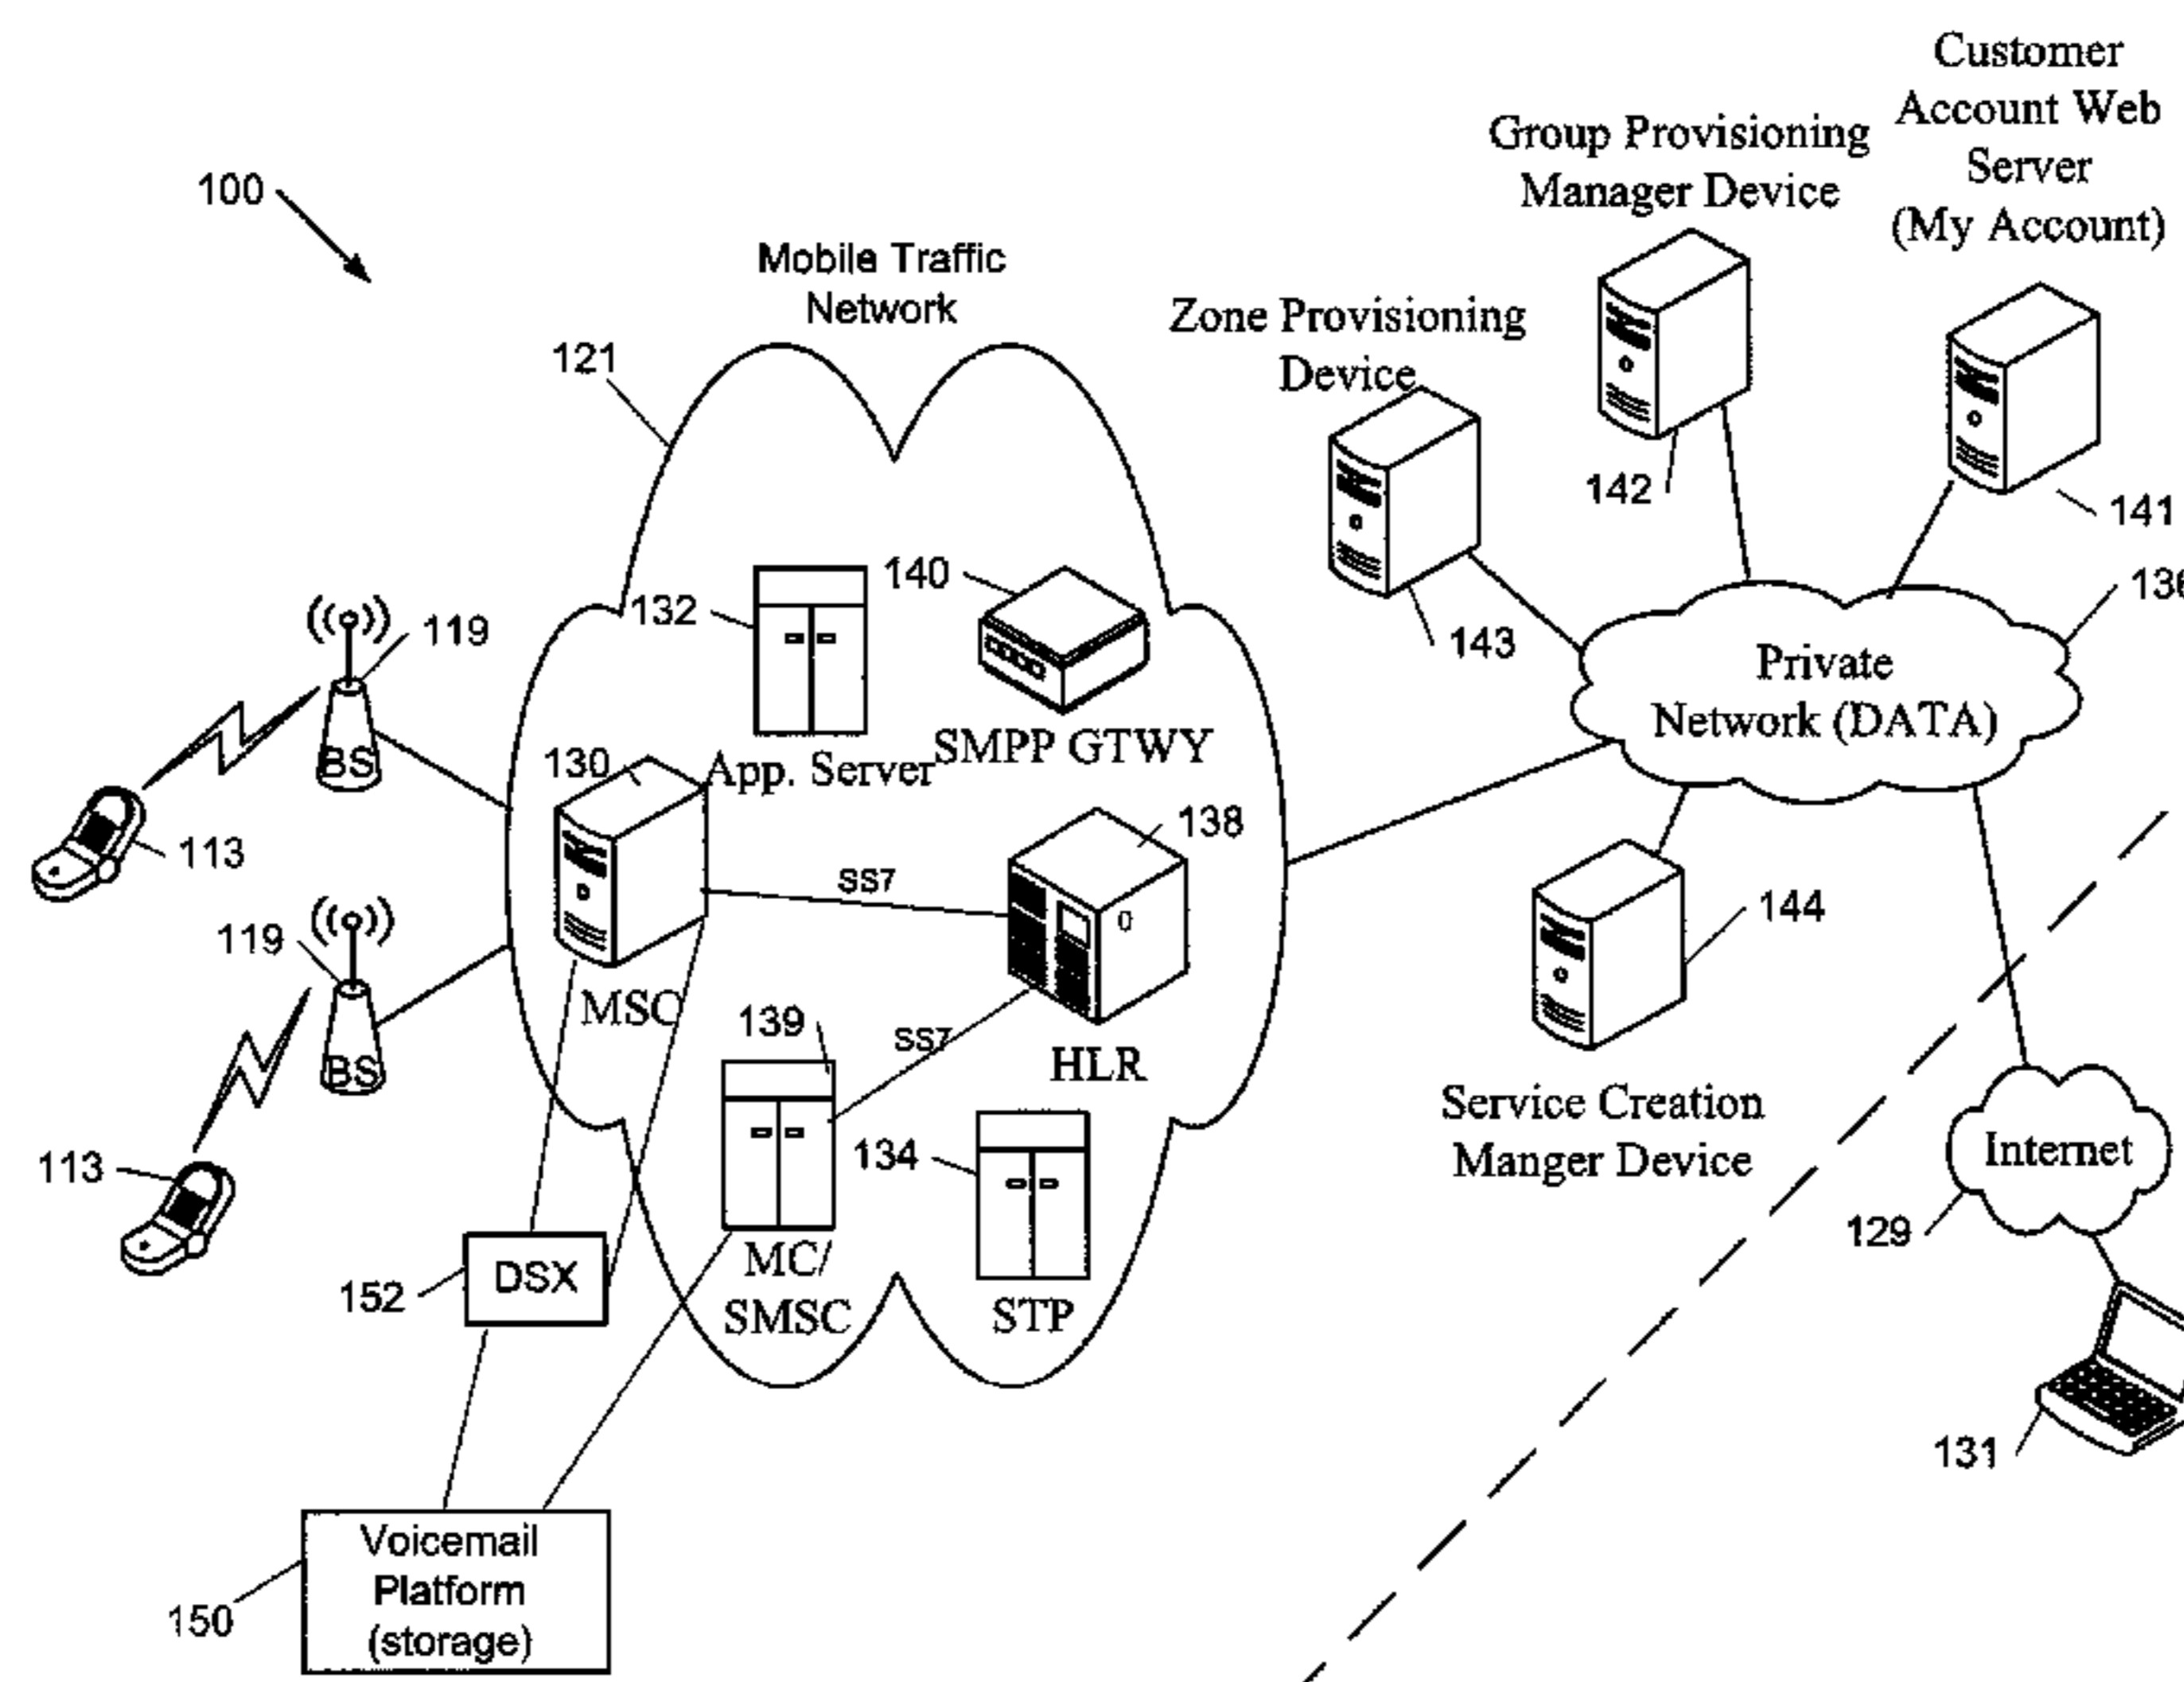 Customer
Account Web
Server
(My Account)
Group Provisioning
Manager Device
100
Mobile Traffic
Network
Zone Provisioning
Device
121
142
141
140
136
132
119
143
Private
Network (DATA)
SMPP GTWY
BS
130
App. Server
138
113
SS7
144
119
MSC
139
SS7
HLR
BS
Service Creation
Manger Device
134
Internet
113
129
DSX
152
MC/
SMSC
STP
131
Voicemail
Platform
(storage)
150